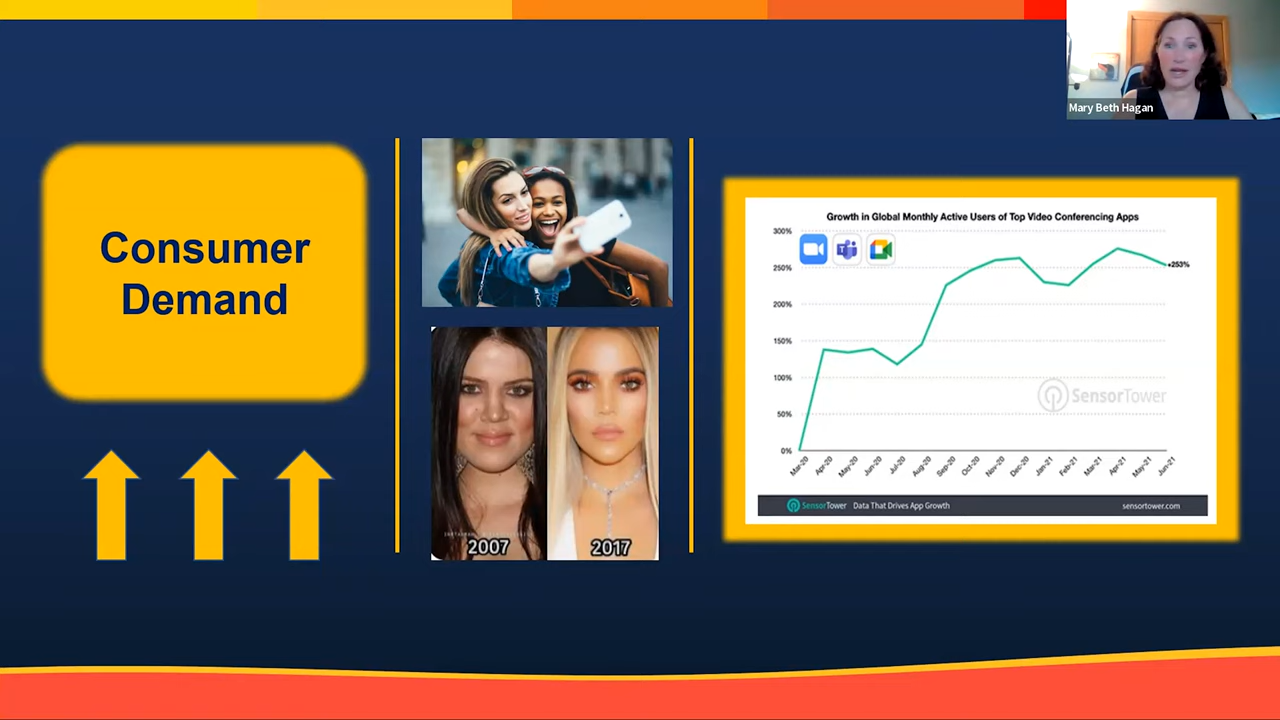 Mary Beth Hagan
Consumer
Demand
2007
2017
Growth in Global Monthly Active Users of Top Video Conferencing Apps
300%
250%
200%
150%
100%
50%
0%
+253%
SensorTower
Mar-20
Apr-20
May-20
Jun-20
Jul-20
Aug-20
Sep-20
Oct-20
Nov-20
Dec-20
Jan-21
Feb-21
Mar-21
Apr-21
May-21
Jun-21
SensorTower Data That Drives App Growth
sensortower.com